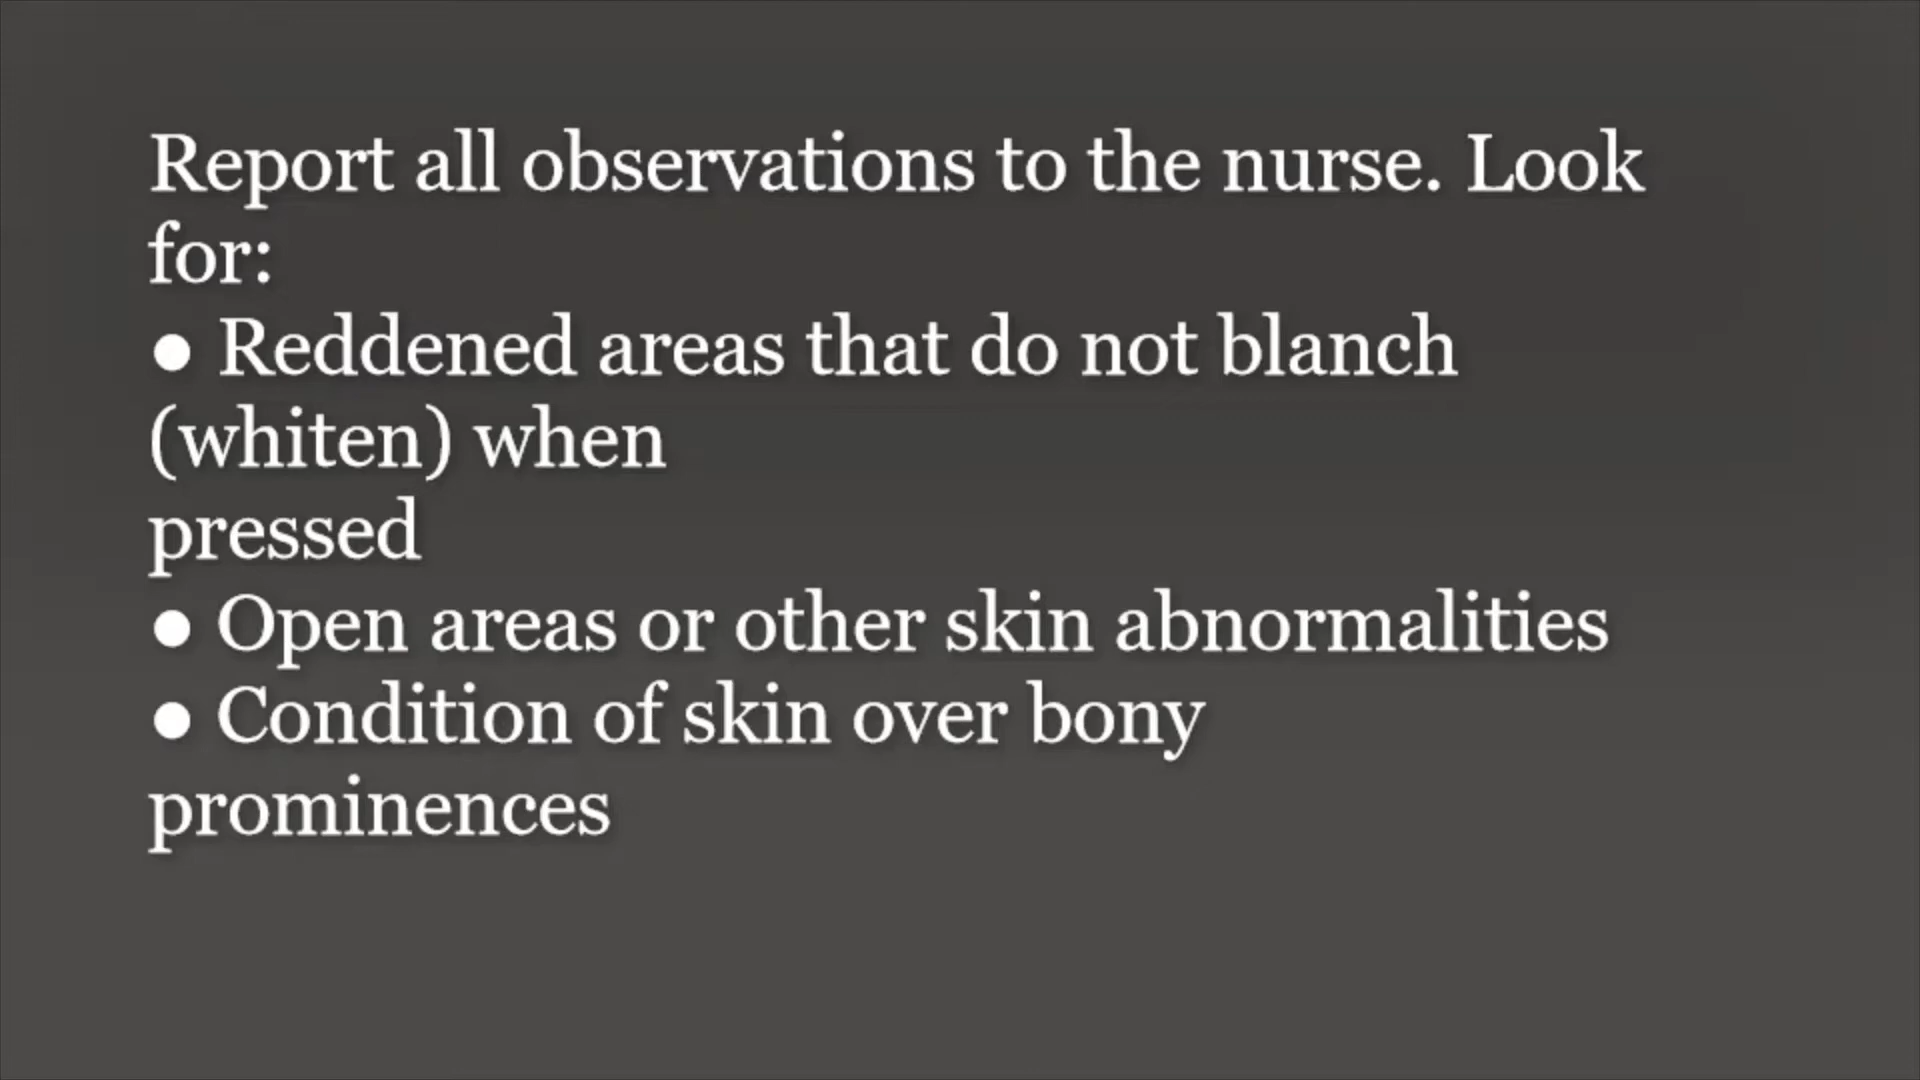 Report all observations to the nurse. Look
for:
● Reddened areas that do not blanch
(whiten) when
pressed
● Open areas or other skin abnormalities
● Condition of skin over bony
prominences